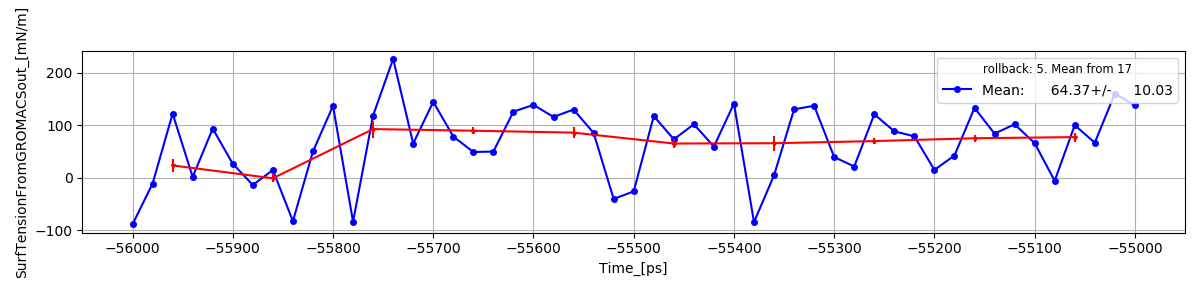 SurfTensionFromGROMACSout_[mN/m]
200
100
0
−100
rollback: 5. Mean from 17
Mean: 64.37+/- 10.03
−56000 −55900 −55800 −55700 −55600 −55500 −55400 −55300 −55200 −55100 −55000
Time_[ps]